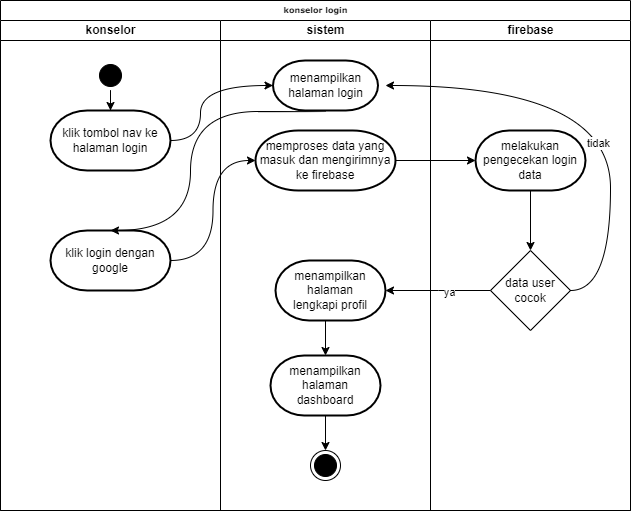 konselor login
konselor
sistem
firebase
menampilkan
halaman login
klik tombol nav ke
halaman login
memproses data yang
masuk dan mengirimnya
ke firebase
melakukan
pengecekan login
data
tidak
klik login dengan
google
menampilkan
halaman
lengkapi profil
ya
data user
cocok
menampilkan
halaman
dashboard